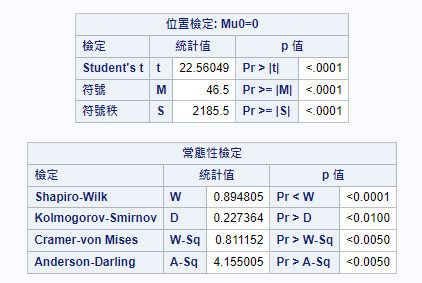 位置檢定: Mu0=0
檢定 統計值 p 值
Student's t t 22.56049 Pr > |t| <.0001
符號 M 46.5 Pr >= |M| <.0001
符號秩 S 2185.5 Pr >= |S| <.0001
常態性檢定
檢定 統計值 p 值
Shapiro-Wilk W 0.894805 Pr < W <0.0001
Kolmogorov-Smirnov D 0.227364 Pr > D <0.0100
Cramer-von Mises W-Sq 0.811152 Pr > W-Sq <0.0050
Anderson-Darling A-Sq 4.155005 Pr > A-Sq <0.0050